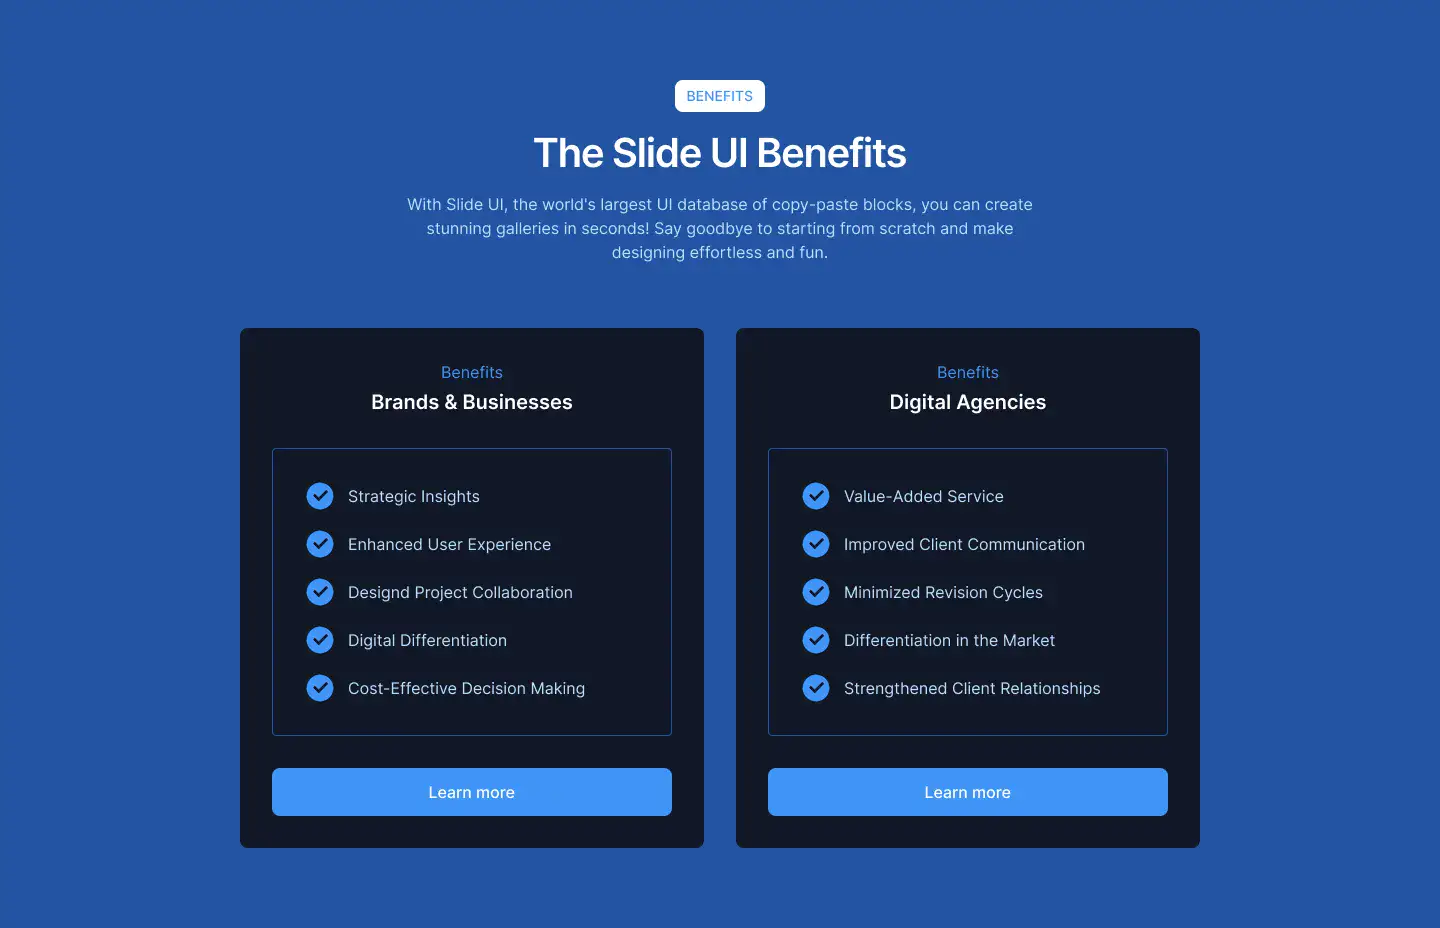 BENEFITS
The Slide UI Benefits
With Slide UI, the world's largest UI database of copy-paste blocks, you can create
stunning galleries in seconds! Say goodbye to starting from scratch and make
designing effortless and fun.
Benefits
Brands & Businesses
Strategic Insights
Enhanced User Experience
Designd Project Collaboration
Digital Differentiation
Cost-Effective Decision Making
Learn more
Benefits
Digital Agencies
Value-Added Service
Improved Client Communication
Minimized Revision Cycles
Differentiation in the Market
Strengthened Client Relationships
Learn more